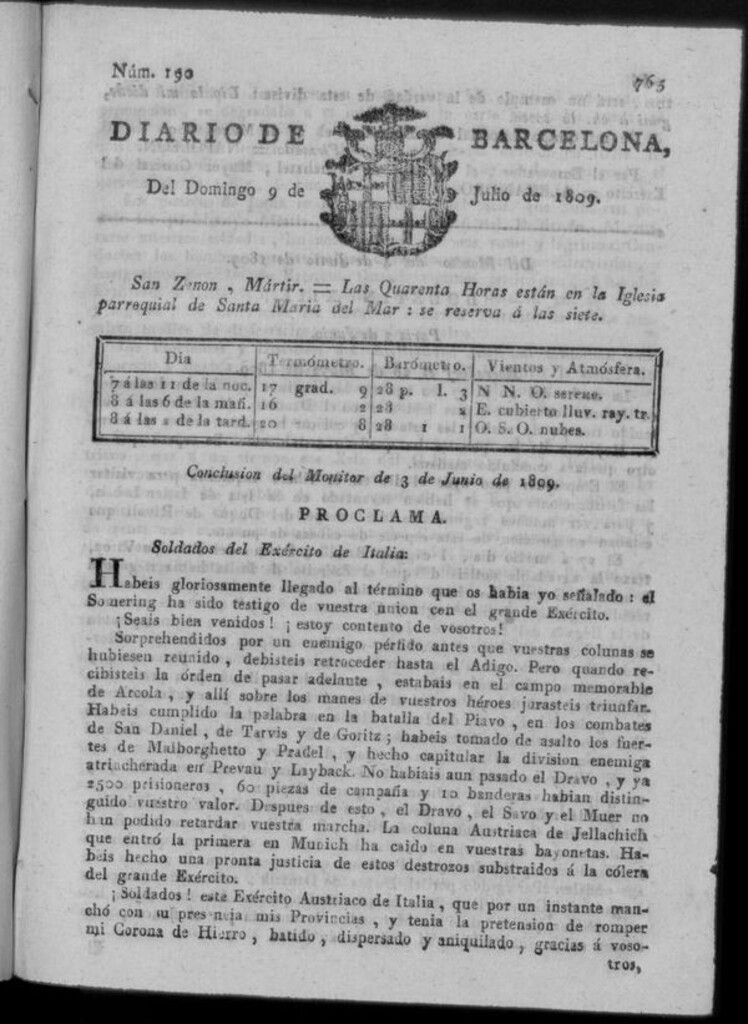 Núm. 190
765
DIARIO DE BARCELONA,
Del Domingo 9 de Julio de 1809.
San Zenon, Mártir. = Las Quarenta Horas están en la Iglesia
parroquial de Santa Maria del Mar: se reserva á las siete.
Dia Termómetro. Barómetro. Vientos y Atmósfera.
7 á las 11 de la noc. 17 grad. 9 28 p. l. 3 N N. O. serene.
8 á las 6 de la mañ. 16 2 28 2 E. cubierto lluv. ray. tr.
8 á las 2 de la tard. 20 8 28 1 1 O. S. O. nubes.
Conclusion del Monitor de 3 de Junio de 1809.
PROCLAMA.
Soldados del Exército de Italia:
Habeis gloriosamente llegado al término que os habia yo señalado: el
Somering ha sido testigo de vuestra union con el grande Exército.
¡Seais bien venidos! ¡estoy contento de vosotros!
Sorprehendidos por un enemigo pérfido antes que vuestras colunas se
hubiesen reunido, debisteis retroceder hasta el Adigo. Pero quando re-
cibisteis la órden de pasar adelante, estabais en el campo memorable
de Arcola, y allí sobre los manes de vuestros héroes jurasteis triunfar.
Habeis cumplido la palabra en la batalla del Piavo, en los combates
de San Daniel, de Tarvis y de Goritz; habeis tomado de asalto los fuer-
tes de Malborghetto y Pradel, y hecho capitular la division enemiga
atrincherada en Prevau y Layback. No habiais aun pasado el Dravo, y ya
2500 prisioneros, 60 piezas de campaña y 10 banderas habian distin-
guido vuestro valor. Despues de esto, el Dravo, el Savo y el Muer no
han podido retardar vuestra marcha. La coluna Austriaca de Jellachich
que entró la primera en Munich ha caido en vuestras bayonetas. Ha-
beis hecho una pronta justicia de estos destrozos substraidos á la cólera
del grande Exército.
¡Soldados! este Exército Austriaco de Italia, que por un instante man-
chó con su presencia mis Provincias, y tenia la pretension de romper
mi Corona de Hierro, batido, dispersado y aniquilado, gracias á voso-
tros,